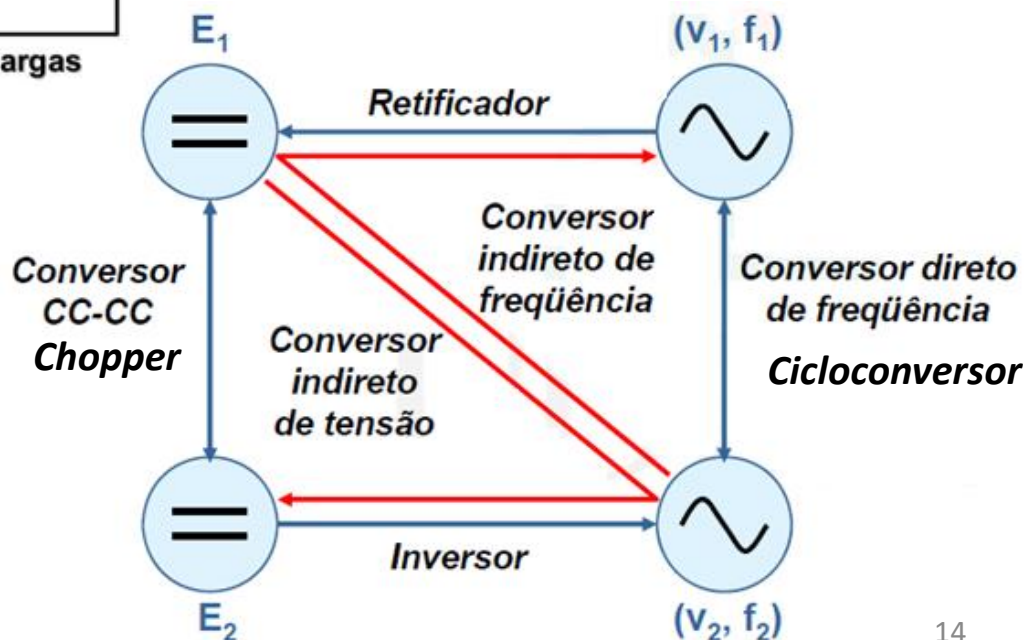 E₁
(v₁, f₁)
argas
Retificador
Conversor
indireto de
freqüência
Conversor
CC-CC
Chopper
Conversor direto
de freqüência
Cicloconversor
Conversor
indireto
de tensão
Inversor
E₂
(v₂, f₂)
14